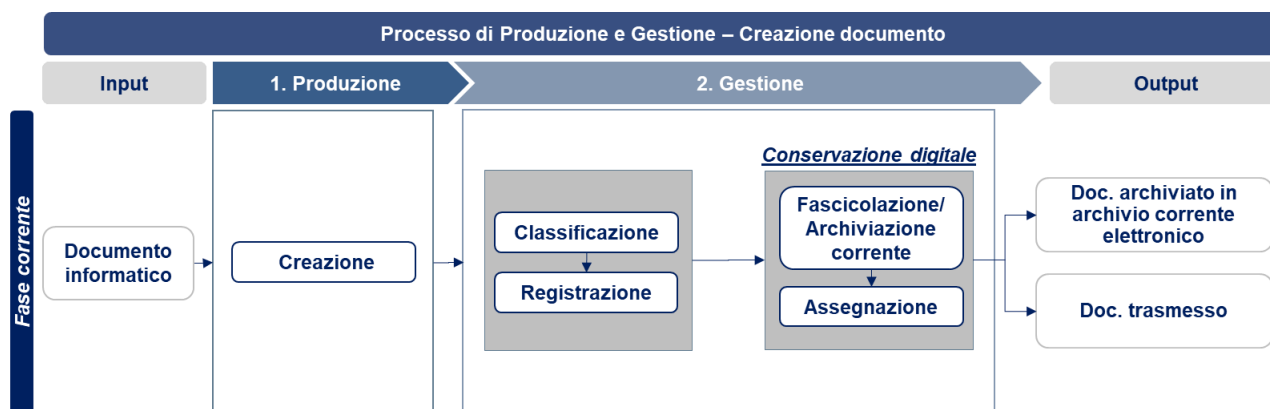 Processo di Produzione e Gestione – Creazione documento
Input
1. Produzione
2. Gestione
Output
Fase corrente
Documento
informatico
Creazione
Classificazione
Registrazione
Conservazione digitale
Fascicolazione/
Archiviazione
corrente
Assegnazione
Doc. archiviato in
archivio corrente
elettronico
Doc. trasmesso